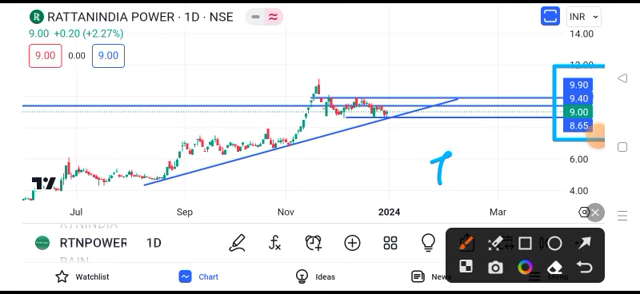 RATTANINDIA POWER · 1D · NSE
INR
9.00 +0.20 (+2.27%)
9.00 0.00 9.00
14.00
9.90
9.40
9.00
8.65
6.00
4.00
Jul Sep Nov 2024 Mar
RTNPOWER 1D
Watchlist Chart Ideas News